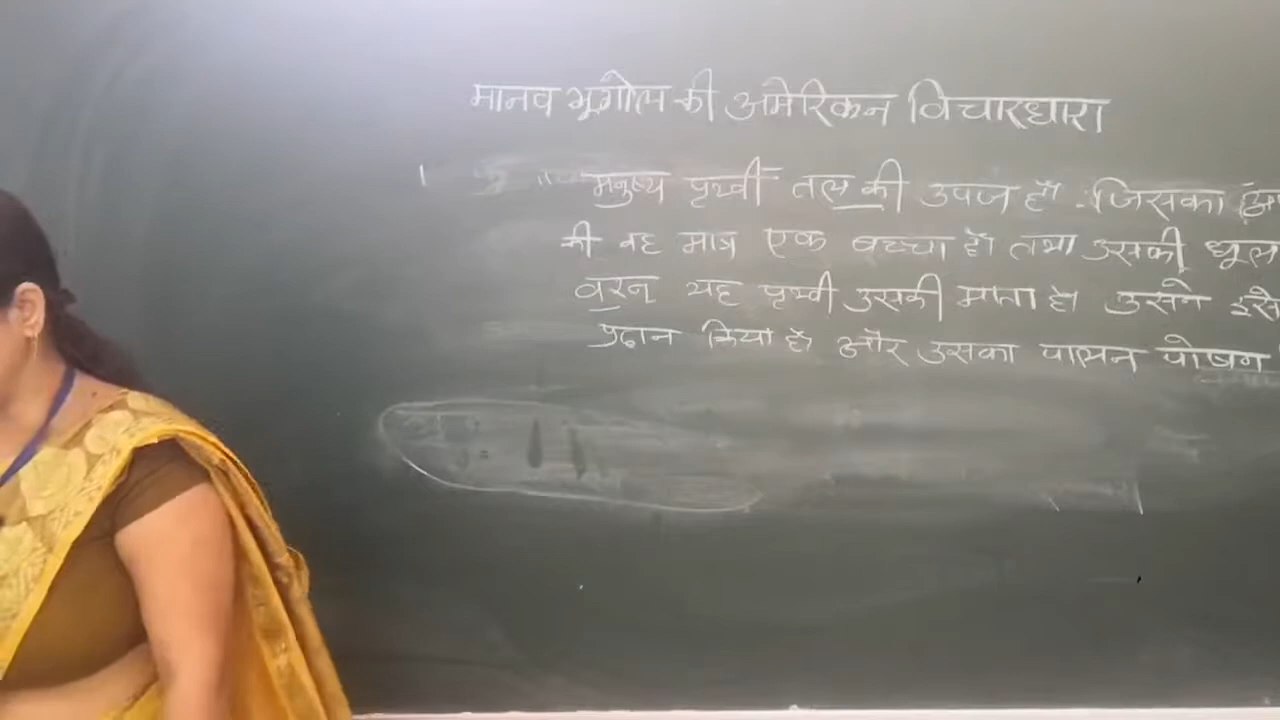 मानव भूगोल की अमेरिकन विचारधारा
" मनुष्य पृथ्वी तल की उपज है. जिसका
की वह मात्र एक बच्चा है तथा उसकी धूल
वरन् यह पृथ्वी उसकी माता है। उसने इसे
प्रदान किया है और उसका पालन पोषण